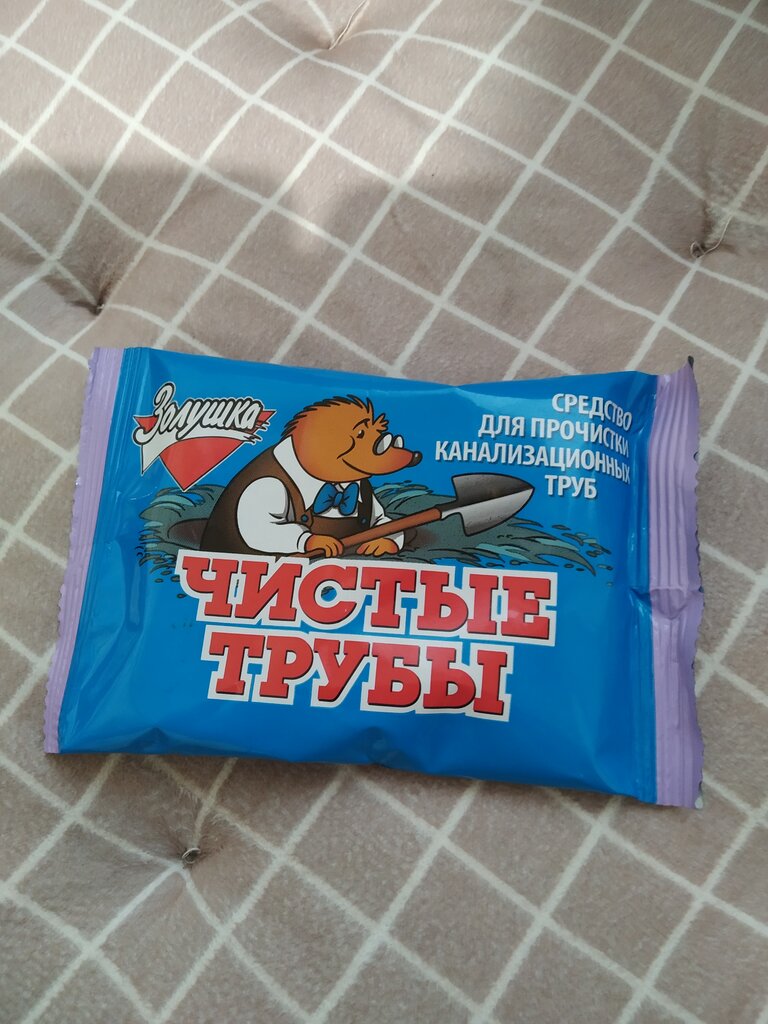 Золушка
СРЕДСТВО
ДЛЯ ПРОЧИСТКИ
КАНАЛИЗАЦИОННЫХ
ТРУБ
ЧИСТЫЕ
ТРУБЫ